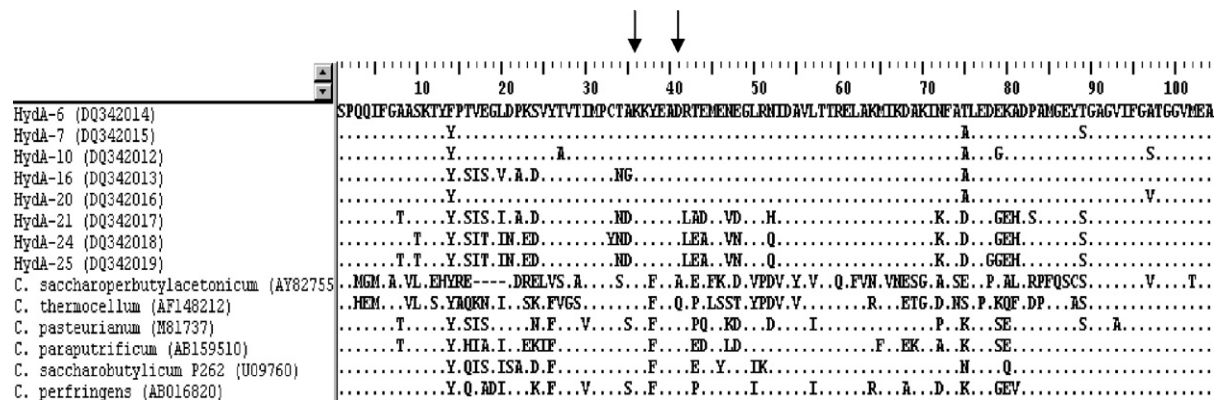 10 20 30 40 50 60 70 80 90 100
HydA-6 (DQ342014) SPQQIFGAASKTYFPTVEGLDPKSVYTVTIMPCTAKKYEADRTEMENEGLRNIDAVLTTRELAKMIKDAKINFATLEDEKADPAMGEYTGAGVIFGATGGVMEA
HydA-7 (DQ342015) .............Y............................................................A.............S...............
HydA-10 (DQ342012) .............Y............A...............................................A...G.................S.......
HydA-16 (DQ342013) .............Y.SIS.V.A.D.........NG.......................................A.............................
HydA-20 (DQ342016) .............Y............................................................A.....................V.......
HydA-21 (DQ342017) .......T.....Y.SIS.I.A.D.........ND......LAD..VD...H...................K..D...GEH.S.....S...............
HydA-24 (DQ342018) .........T...Y.SIT.IN.ED........YND......LEA..VN...Q...................K..D...GEH.......S...............
HydA-25 (DQ342019) .......T.T...Y.SIT.IN.ED.........ND......LEA..VN...Q...................K..D..GGEH.......S...............
C. saccharoperbutylacetonicum (AY82755 ..MGM.A.VL.EHYRE----.DRELVS.A.....S...F..A.E.FK.D.VPDV.Y.V..Q.FVN.VNESG.A.SE..P.AL.RPFQSCS.......V....M..
C. thermocellum (AF148212) ..HEM...VL.S.YAQKN.I..SK.FVGS........F..Q.P.LSST.YPDV.V........R...ETG.D.NS.P.KQF.DP...AS...............
C. pasteurianum (M81737) .......T.....Y.SIS.....N.F...V....S..F....PQ..KD...D....I..............P..K...SE........S...A...........
C. paraputrificum (AB159510) .......T.....Y.HIA.I..EKIF...........F....ED..LD................F..EK..A..K...SE........................
C. saccharobutylicum P262 (U09760) .............Y.QIS.ISA.D.F...........F....E..Y...IK.......................N....Q........................
C. perfringens (AB016820) .............Y.Q.ADI...K.F...V....S..F....P......I......I......R...A...D..K...GEV.......................